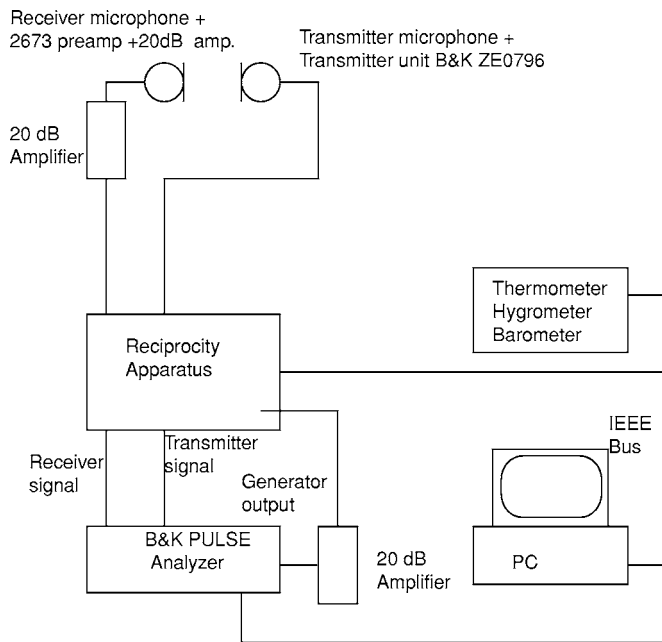 Receiver microphone +
2673 preamp +20dB amp.
Transmitter microphone +
Transmitter unit B&K ZE0796
20 dB
Amplifier
Thermometer
Hygrometer
Barometer
Reciprocity
Apparatus
IEEE
Bus
Receiver
signal
Transmitter
signal
Generator
output
B&K PULSE
Analyzer
20 dB
Amplifier
PC